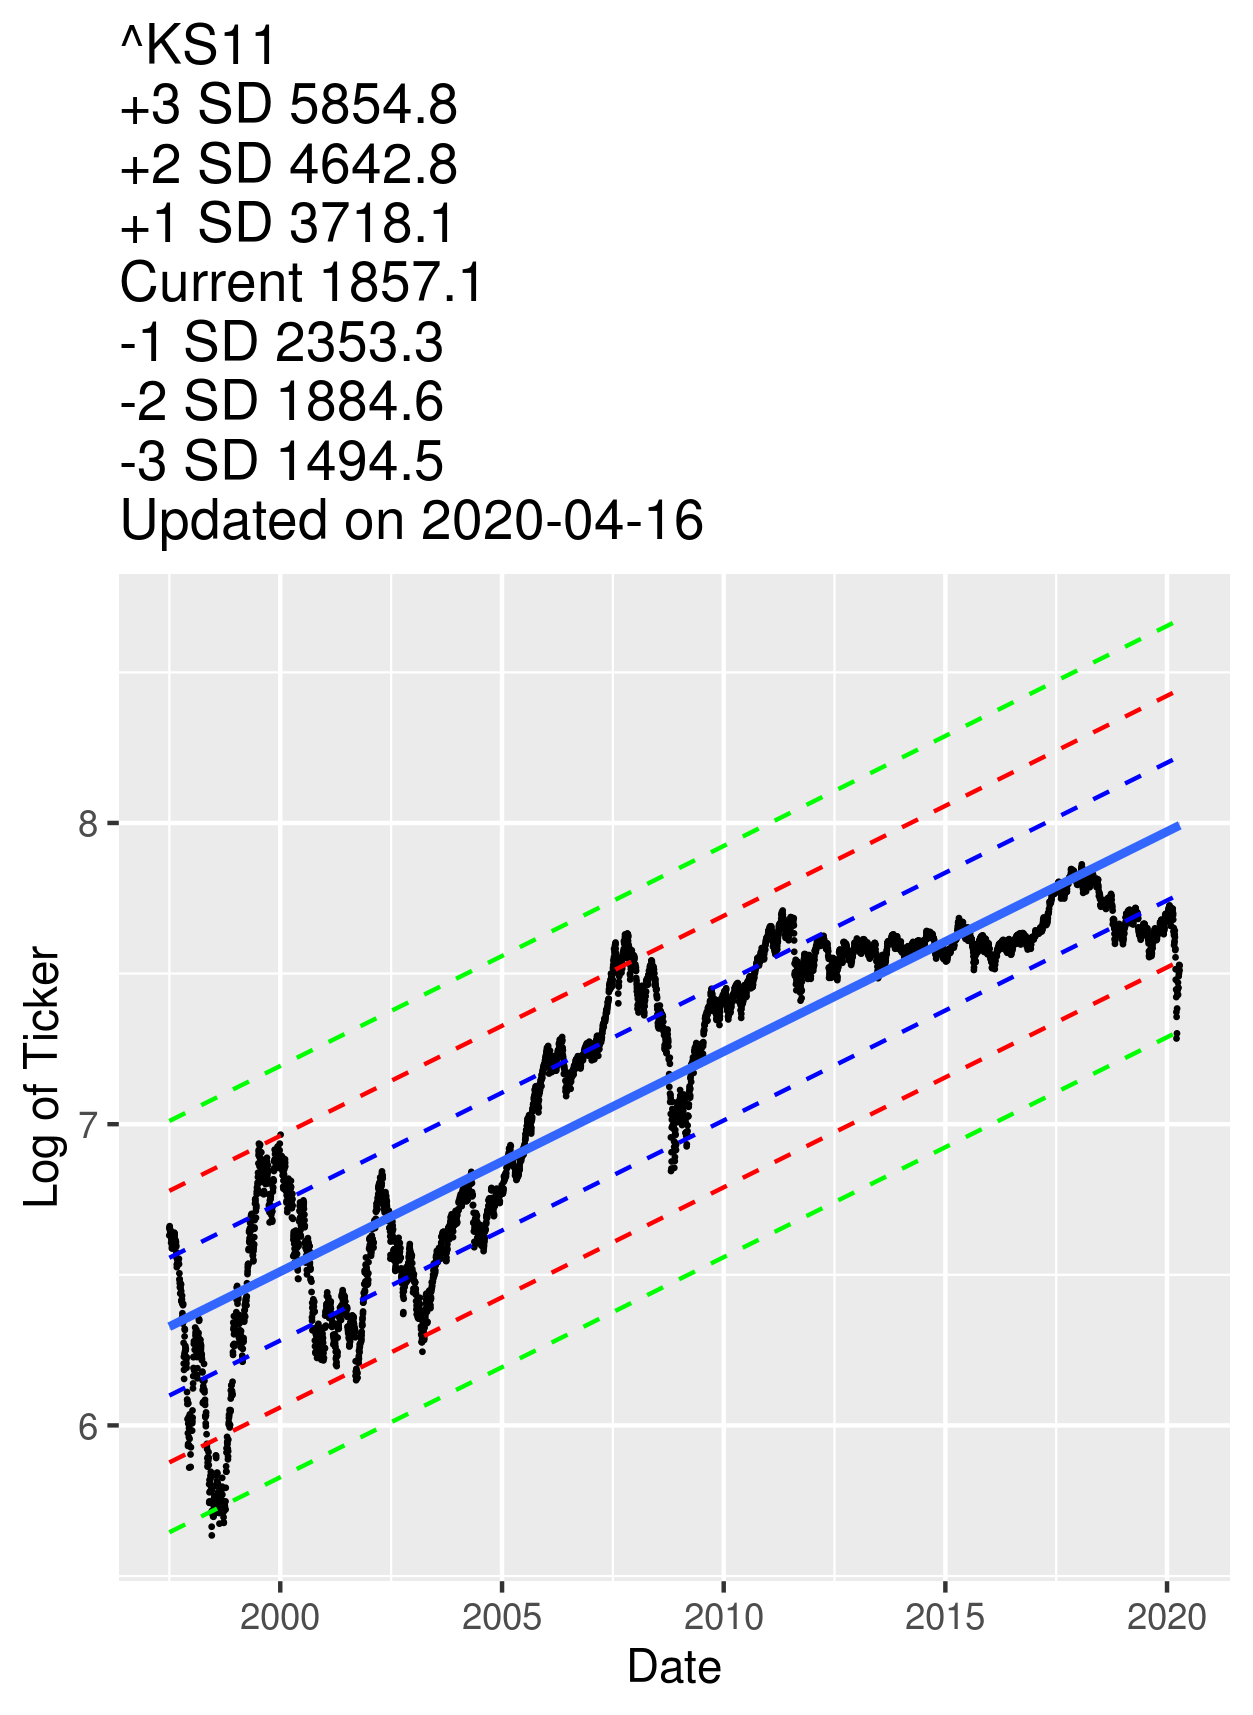 ^KS11
+3 SD 5854.8
+2 SD 4642.8
+1 SD 3718.1
Current 1857.1
-1 SD 2353.3
-2 SD 1884.6
-3 SD 1494.5
Updated on 2020-04-16
8
7
6
Log of Ticker
2000 2005 2010 2015 2020
Date